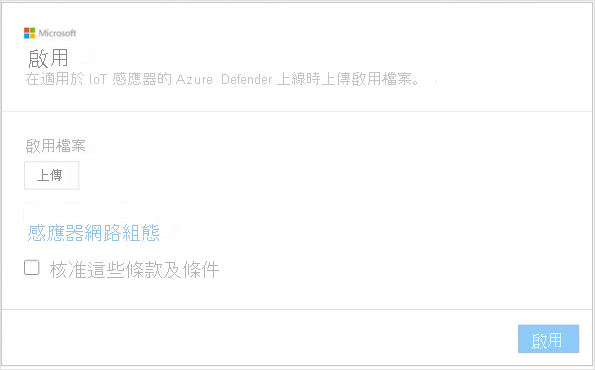 Microsoft
啟用
在適用於 IoT 感應器的 Azure Defender 上線時上傳啟用檔案。
啟用檔案
上傳
感應器網路組態
核准這些條款及條件
啟用